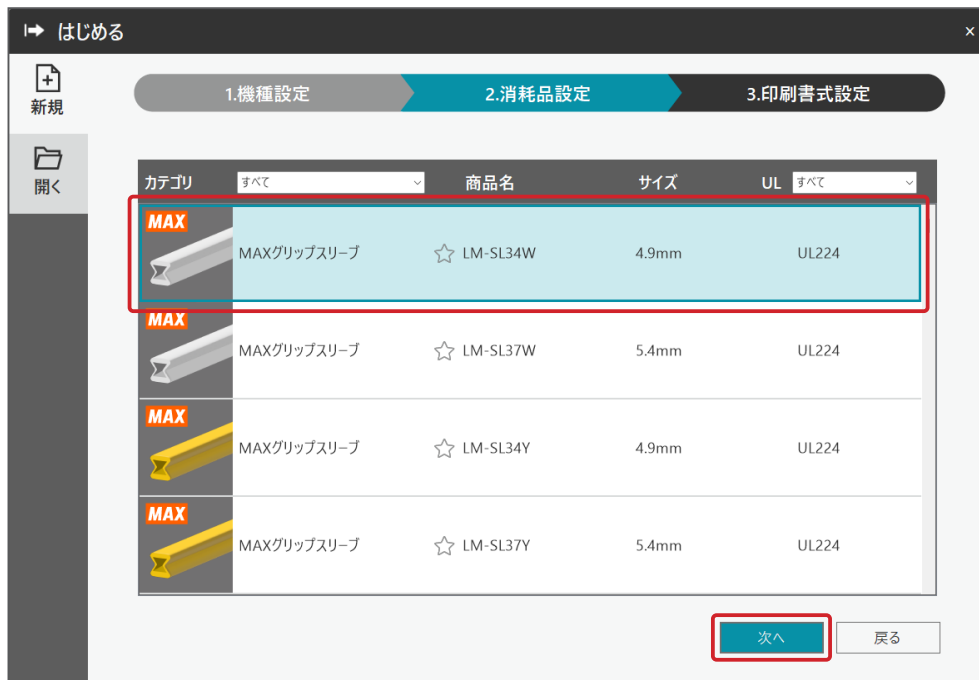 はじめる
×
新規
開く
1.機種設定
2.消耗品設定
3.印刷書式設定
カテゴリ すべて 商品名 サイズ UL すべて
MAX
MAXグリップスリーブ ☆ LM-SL34W 4.9mm UL224
MAX
MAXグリップスリーブ ☆ LM-SL37W 5.4mm UL224
MAX
MAXグリップスリーブ ☆ LM-SL34Y 4.9mm UL224
MAX
MAXグリップスリーブ ☆ LM-SL37Y 5.4mm UL224
次へ
戻る